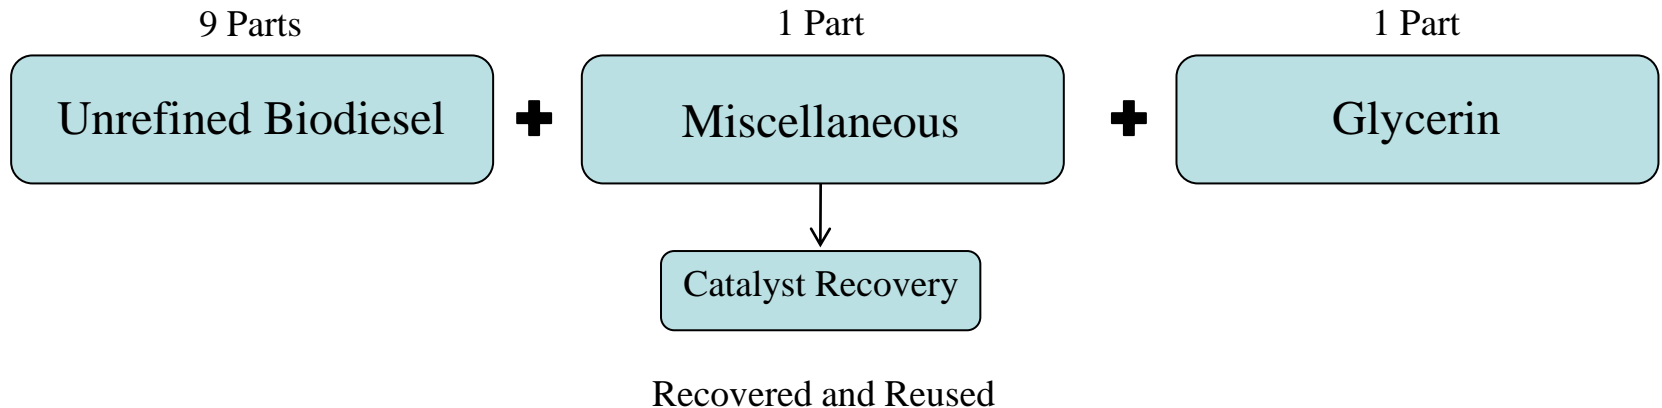 9 Parts
1 Part
1 Part
Unrefined Biodiesel
Miscellaneous
Glycerin
Catalyst Recovery
Recovered and Reused